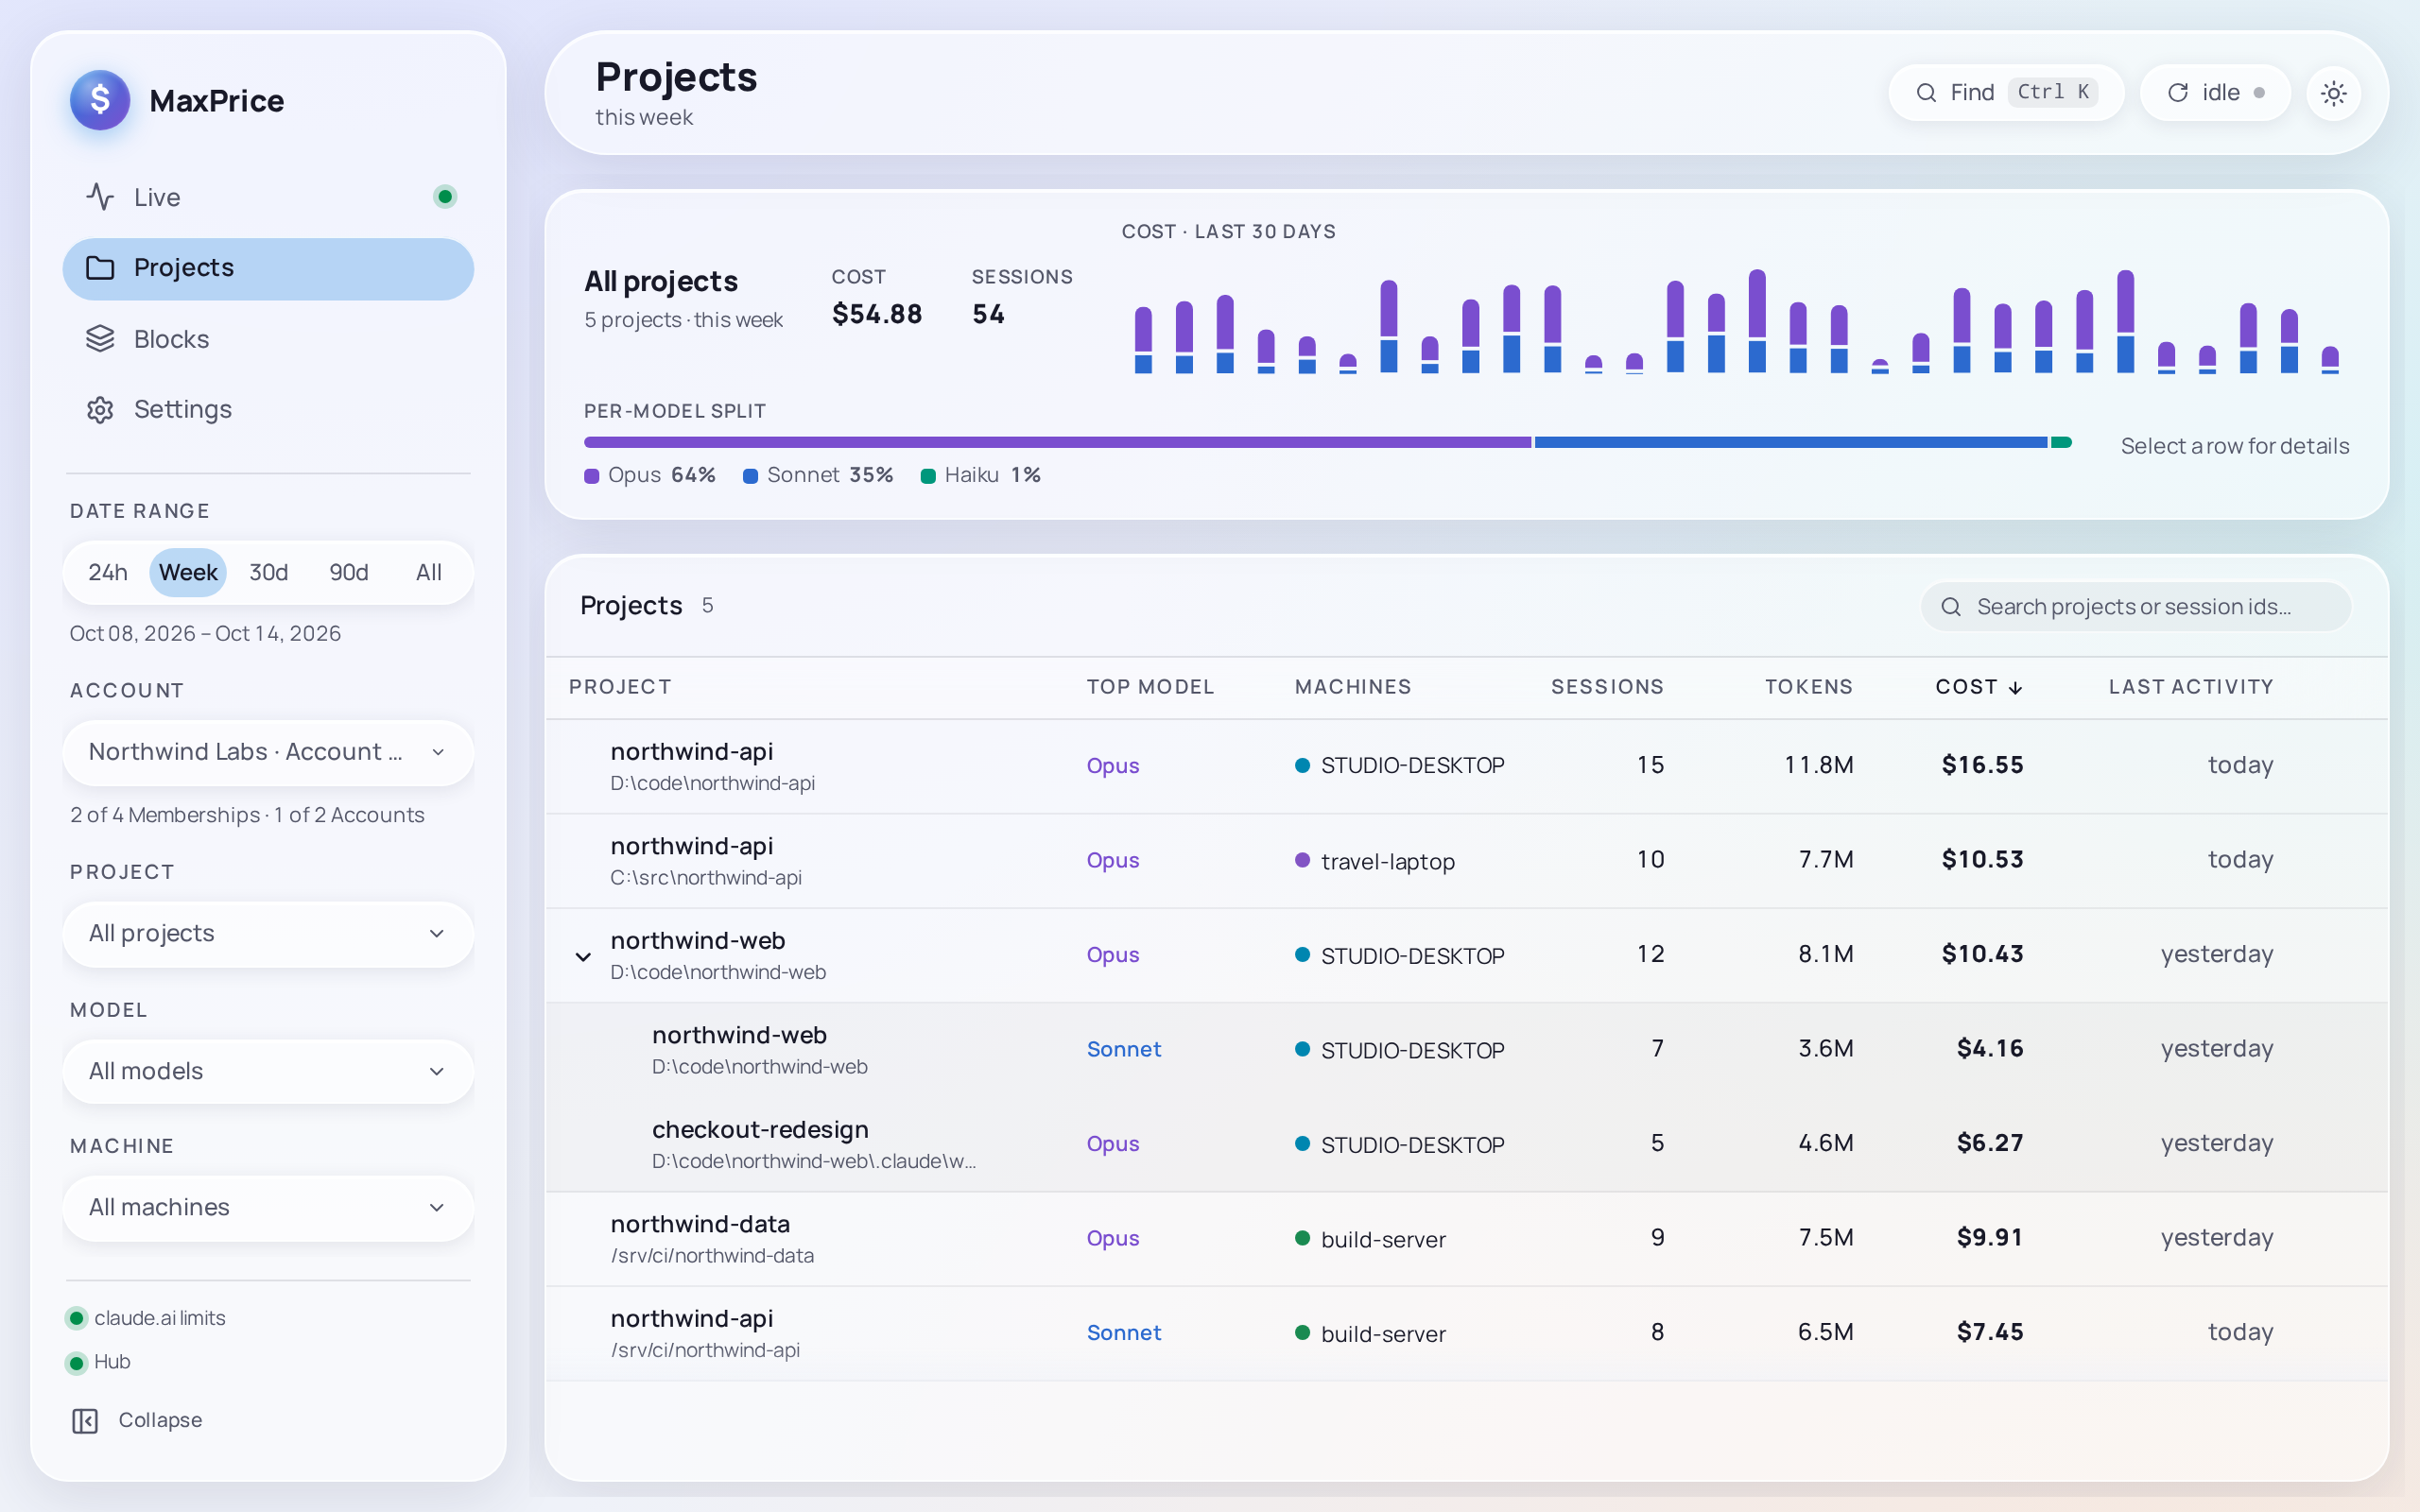 MaxPrice
Live
Projects
Blocks
Settings
DATE RANGE
24h Week 30d 90d All
Oct 08, 2026 – Oct 14, 2026
ACCOUNT
Northwind Labs · Account ...
2 of 4 Memberships · 1 of 2 Accounts
PROJECT
All projects
MODEL
All models
MACHINE
All machines
claude.ai limits
Hub
Collapse
Projects
this week
Find Ctrl K
idle
All projects
5 projects · this week
COST
$54.88
SESSIONS
54
COST · LAST 30 DAYS
PER-MODEL SPLIT
Opus 64% Sonnet 35% Haiku 1%
Select a row for details
Projects 5
Search projects or session ids...
PROJECT TOP MODEL MACHINES SESSIONS TOKENS COST ↓ LAST ACTIVITY
northwind-api Opus STUDIO-DESKTOP 15 11.8M $16.55 today
D:\code\northwind-api
northwind-api Opus travel-laptop 10 7.7M $10.53 today
C:\src\northwind-api
northwind-web Opus STUDIO-DESKTOP 12 8.1M $10.43 yesterday
D:\code\northwind-web
northwind-web Sonnet STUDIO-DESKTOP 7 3.6M $4.16 yesterday
D:\code\northwind-web
checkout-redesign Opus STUDIO-DESKTOP 5 4.6M $6.27 yesterday
D:\code\northwind-web\.claude\w...
northwind-data Opus build-server 9 7.5M $9.91 yesterday
/srv/ci/northwind-data
northwind-api Sonnet build-server 8 6.5M $7.45 today
/srv/ci/northwind-api